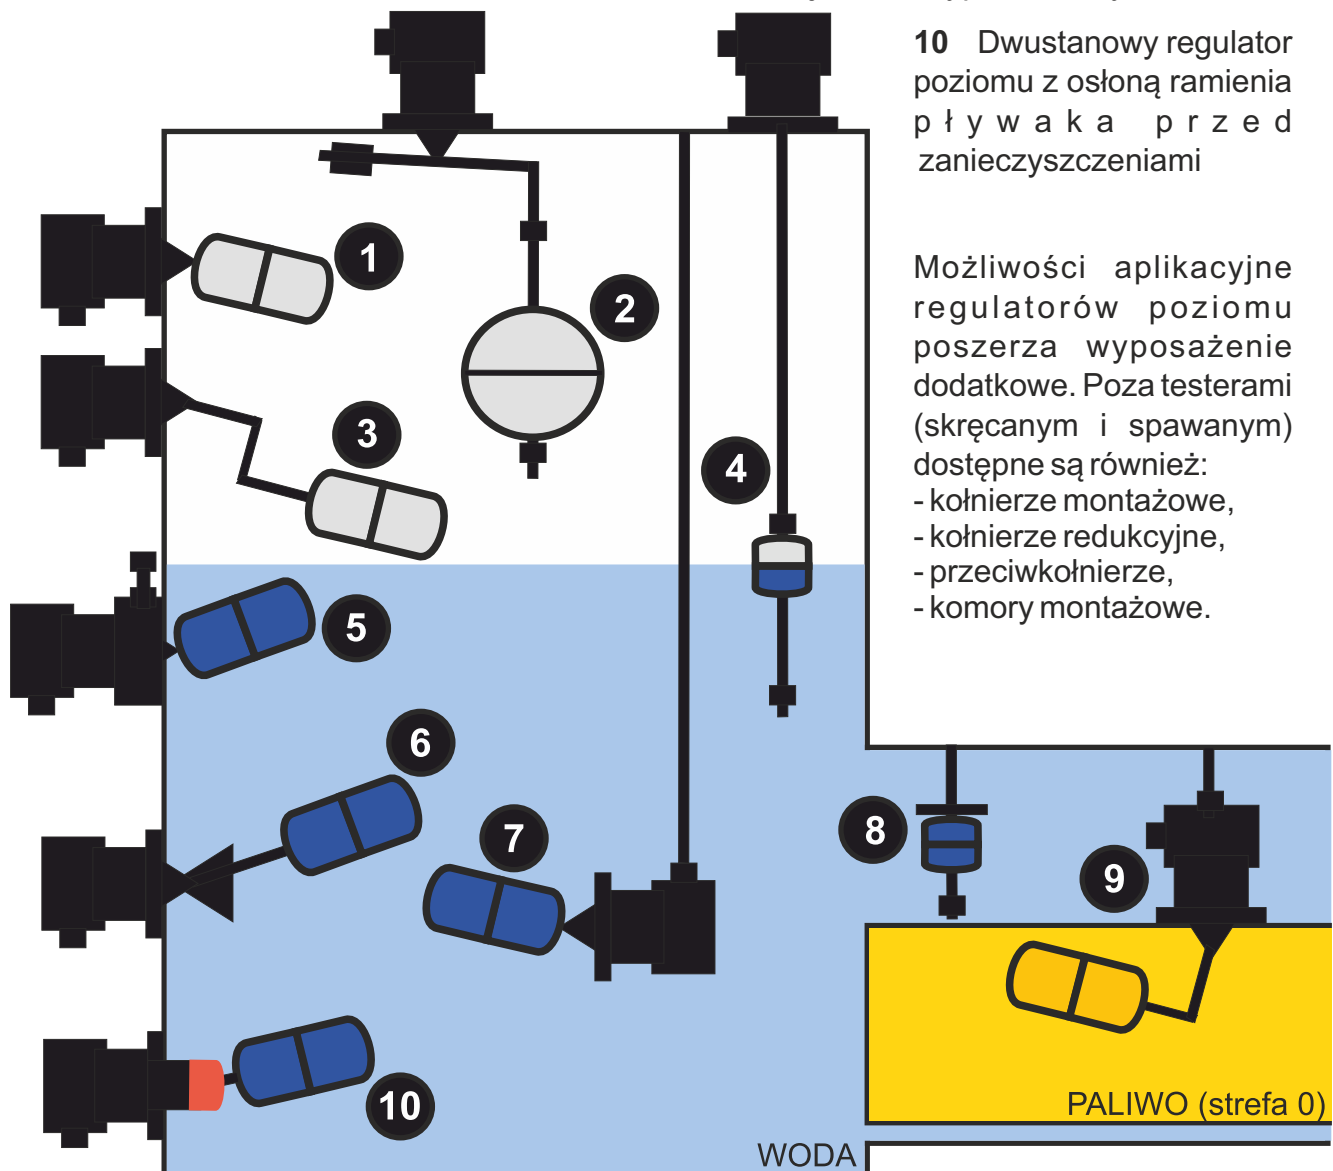 10 Dwustanowy regulator
poziomu z osłoną ramienia
pływaka przed
zanieczyszczeniami
Możliwości aplikacyjne
regulatorów poziomu
poszerza wyposażenie
dodatkowe. Poza testerami
(skręcanym i spawanym)
dostępne są również:
- kołnierze montażowe,
- kołnierze redukcyjne,
- przeciwkołnierze,
- komory montażowe.
1
2
3
4
5
6
7
8
9
10
PALIWO (strefa 0)
WODA